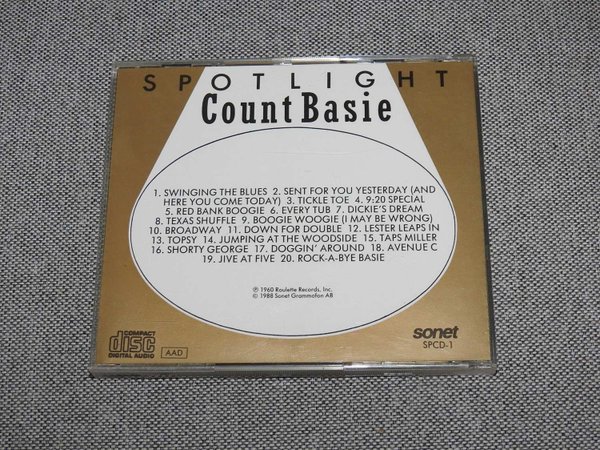 SPOTLIGHT
Count Basie
1. SWINGING THE BLUES 2. SENT FOR YOU YESTERDAY (AND
HERE YOU COME TODAY) 3. TICKLE TOE 4. 9:20 SPECIAL
5. RED BANK BOOGIE 6. EVERY TUB 7. DICKIE'S DREAM
8. TEXAS SHUFFLE 9. BOOGIE WOOGIE (I MAY BE WRONG)
10. BROADWAY 11. DOWN FOR DOUBLE 12. LESTER LEAPS IN
13. TOPSY 14. JUMPING AT THE WOODSIDE 15. TAPS MILLER
16. SHORTY GEORGE 17. DOGGIN' AROUND 18. AVENUE C
19. JIVE AT FIVE 20. ROCK-A-BYE BASIE
℗ 1960 Roulette Records, Inc.
© 1988 Sonet Grammofon AB
COMPACT
disc
DIGITAL AUDIO
AAD
sonet
SPCD-1